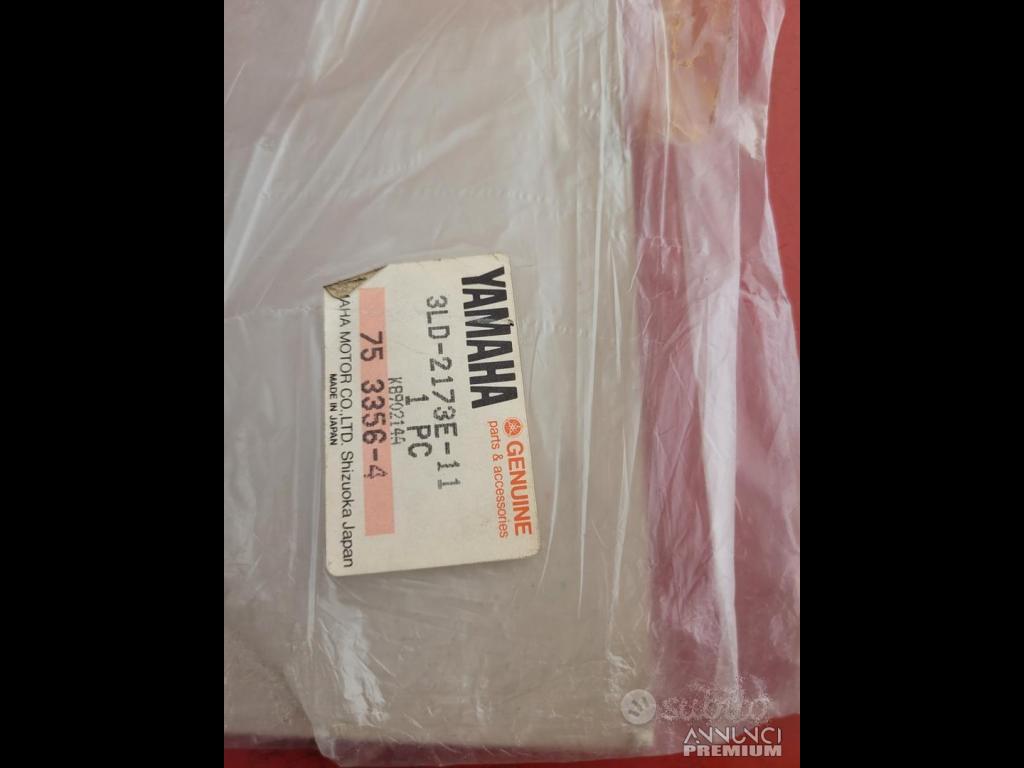 YAMAHA
GENUINE
parts & accessories
3LD-2173E-11
1 PC
K890214A
75 3356-4
AHA MOTOR CO.,LTD. Shizuoka Japan
MADE IN JAPAN
subito
ANNUNCI
PREMIUM